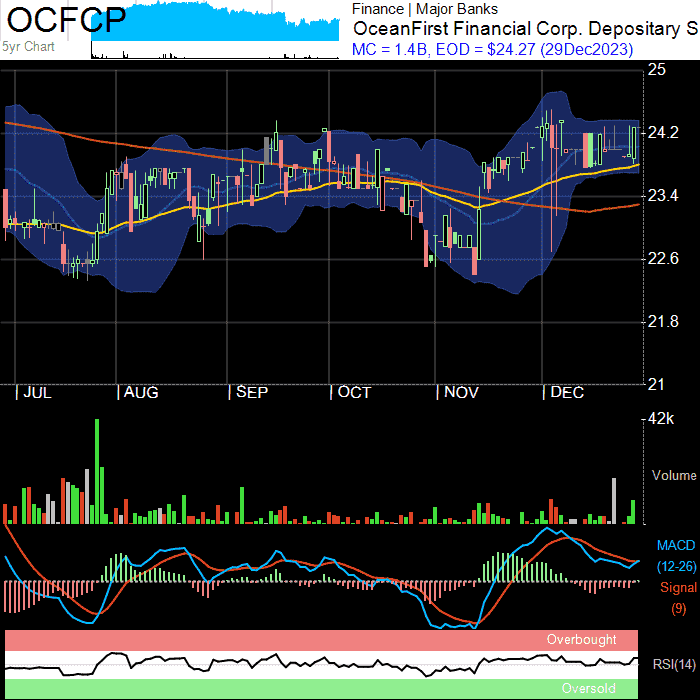 OCFCP
5yr Chart
Finance | Major Banks
OceanFirst Financial Corp. Depositary S
MC = 1.4B, EOD = $24.27 (29Dec2023)
25
24.2
23.4
22.6
21.8
21
| JUL | AUG | SEP | OCT | NOV | DEC
42k
Volume
MACD
(12-26)
Signal
(9)
Overbought
RSI(14)
Oversold